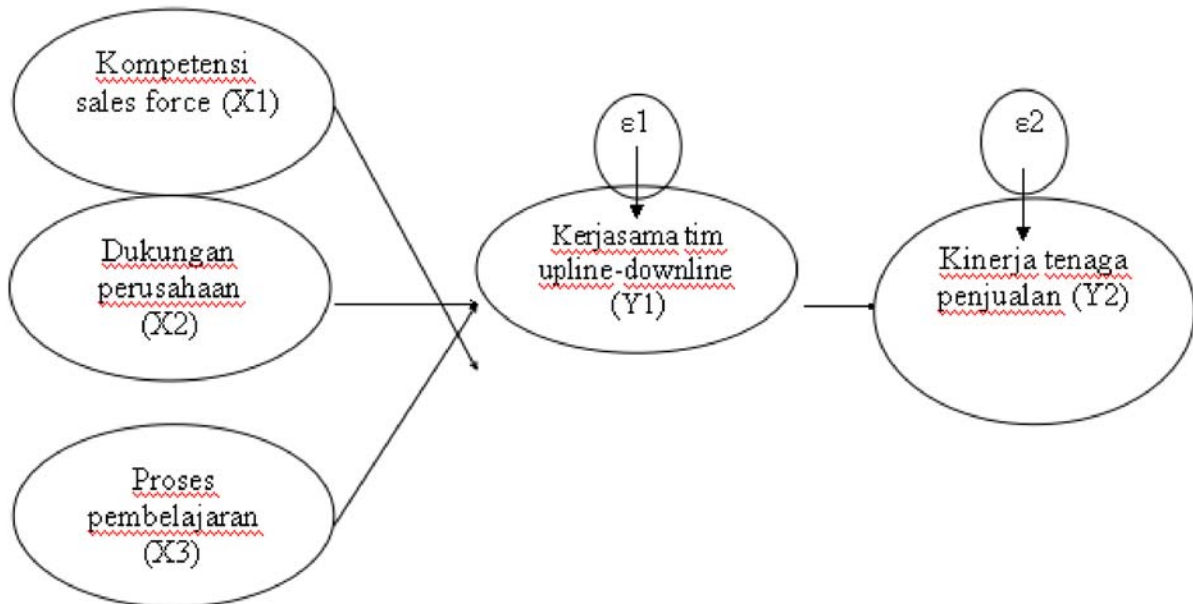 Kompetensi
sales force (X1)
Dukungan
perusahaan
(X2)
Proses
pembelajaran
(X3)
ε1
Kerjasama tim
upline-downline
(Y1)
ε2
Kinerja tenaga
penjualan (Y2)